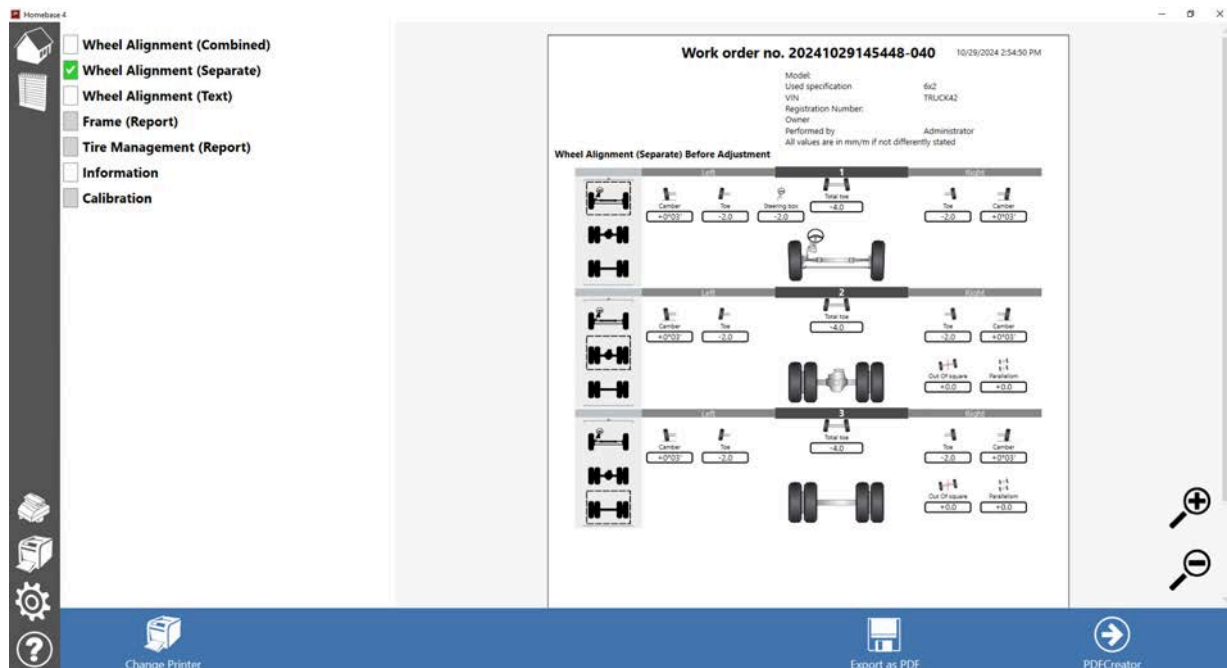 Homebase 4
Wheel Alignment (Combined)
Wheel Alignment (Separate)
Wheel Alignment (Text)
Frame (Report)
Tire Management (Report)
Information
Calibration
Work order no. 20241029145448-040 10/29/2024 2:54:50 PM
Model:
Used specification 6x2
VIN TRUCK42
Registration Number:
Owner
Performed by Administrator
All values are in mm/m if not differently stated
Wheel Alignment (Separate) Before Adjustment
Left 1 Right
Camber Toe Steering box Total toe Toe Camber
+0°03' -2.0 -2.0 -4.0 -2.0 +0°03'
Left 2 Right
Camber Toe Total toe Toe Camber
+0°03' -2.0 -4.0 -2.0 +0°03'
Out Of square Parallelism
+0.0 +0.0
Left 3 Right
Camber Toe Total toe Toe Camber
+0°03' -2.0 -4.0 -2.0 +0°03'
Out Of square Parallelism
+0.0 +0.0
?
Change Printer Export as PDF PDFCreator